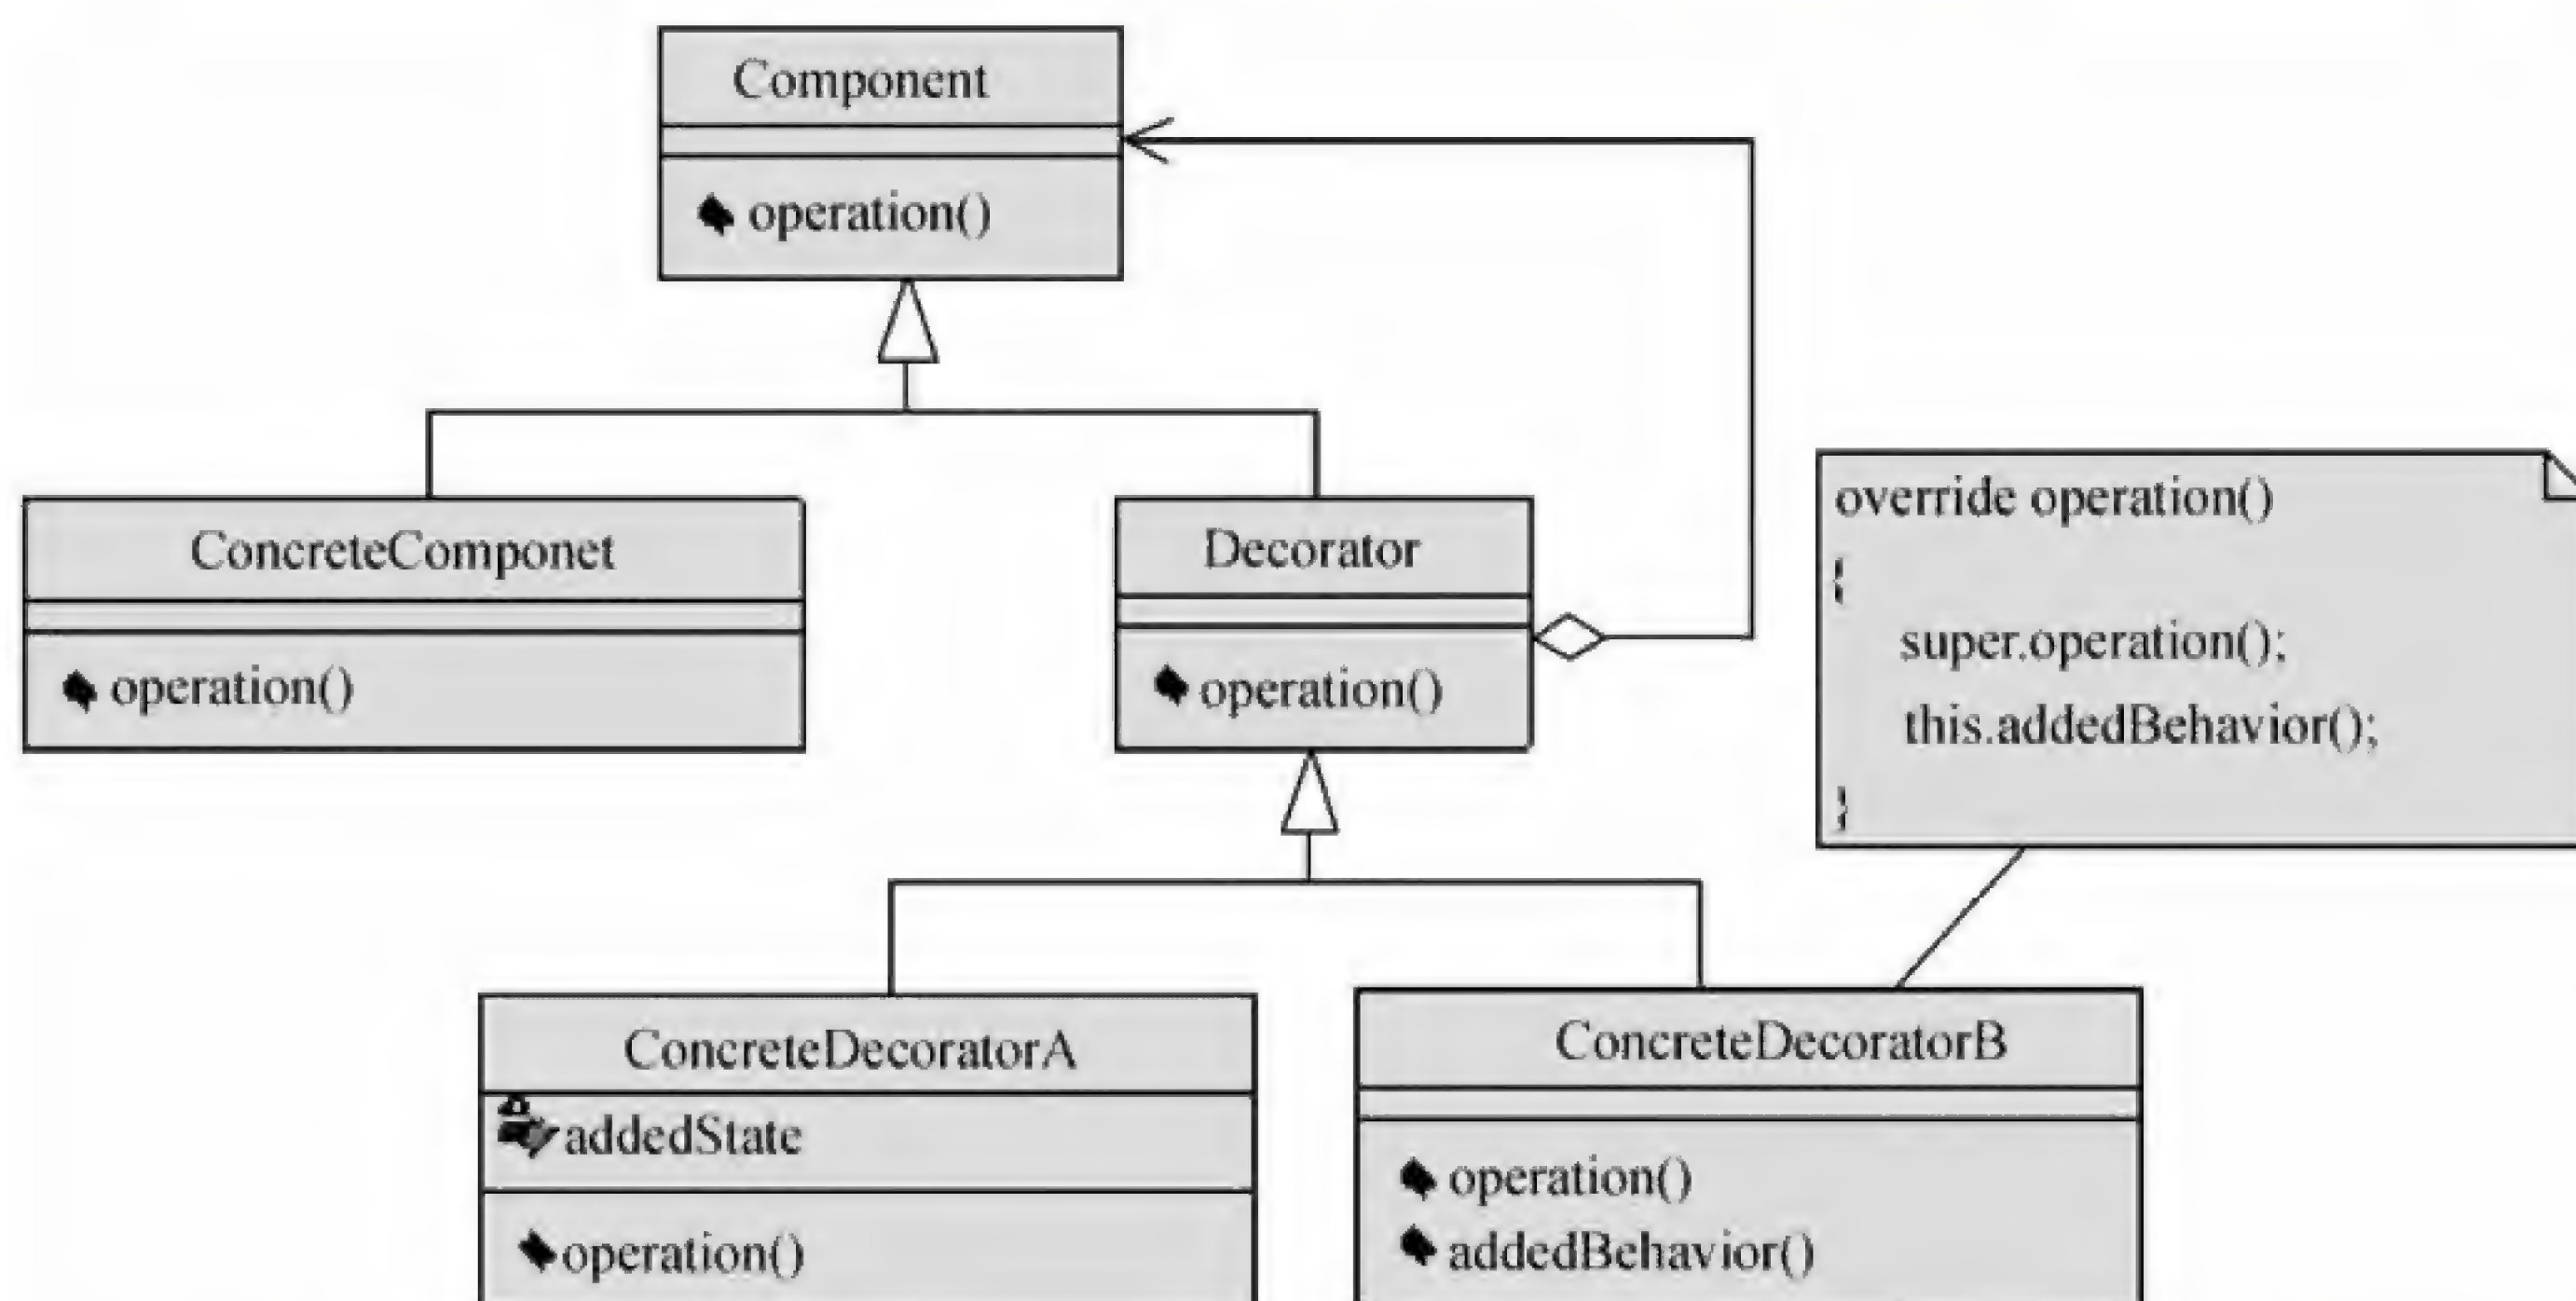 Component
operation()
ConcreteComponet
operation()
Decorator
operation()
override operation()
{
super.operation();
this.addedBehavior();
}
ConcreteDecoratorA
addedState
operation()
ConcreteDecoratorB
operation()
addedBehavior()